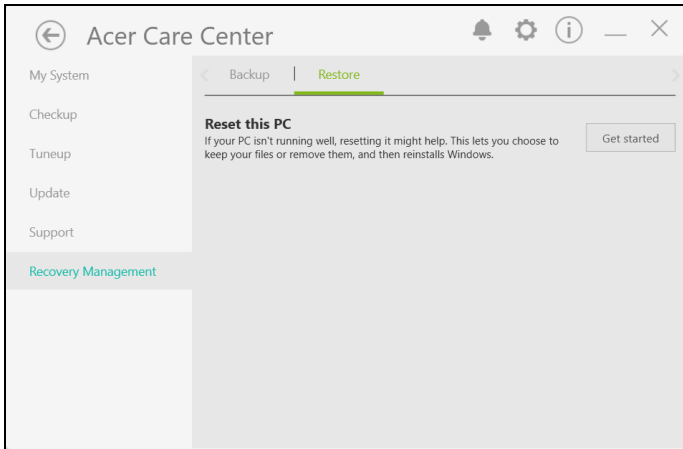 Acer Care Center
My System
Checkup
Tuneup
Update
Support
Recovery Management
Backup
Restore
Reset this PC
If your PC isn't running well, resetting it might help. This lets you choose to
keep your files or remove them, and then reinstalls Windows.
Get started